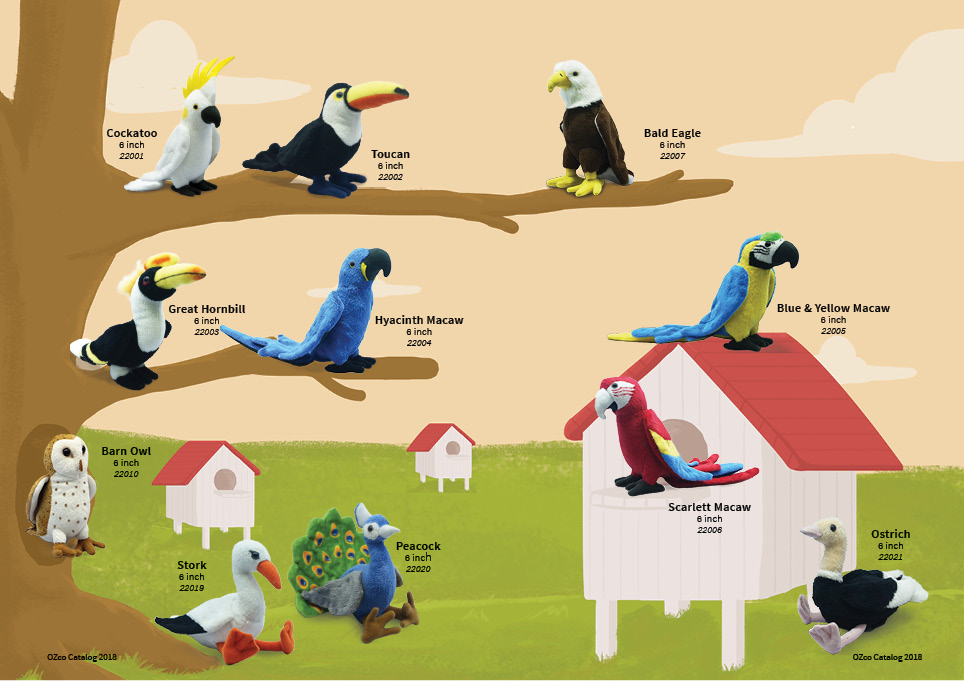 Cockatoo
6 inch
22001
Toucan
6 inch
22002
Bald Eagle
6 inch
22007
Great Hornbill
6 inch
22003
Hyacinth Macaw
6 inch
22004
Blue & Yellow Macaw
6 inch
22005
Barn Owl
6 inch
22010
Scarlett Macaw
6 inch
22006
Stork
6 inch
22019
Peacock
6 inch
22020
Ostrich
6 inch
22021
OZco Catalog 2018
OZco Catalog 2018